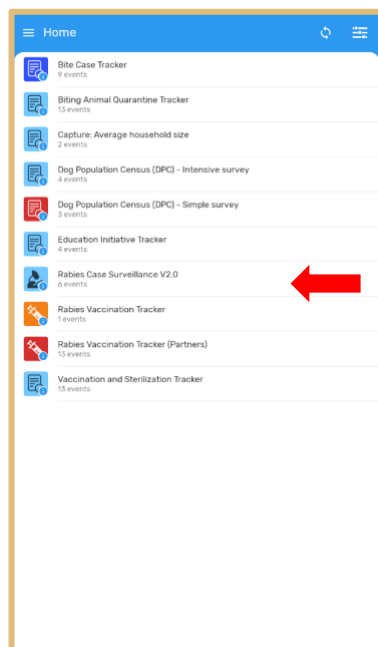 Home
Bite Case Tracker
9 events
Biting Animal Quarantine Tracker
13 events
Capture: Average household size
2 events
Dog Population Census (DPC) - Intensive survey
4 events
Dog Population Census (DPC) - Simple survey
3 events
Education Initiative Tracker
4 events
Rabies Case Surveillance V2.0
6 events
Rabies Vaccination Tracker
1 events
Rabies Vaccination Tracker (Partners)
13 events
Vaccination and Sterilization Tracker
13 events